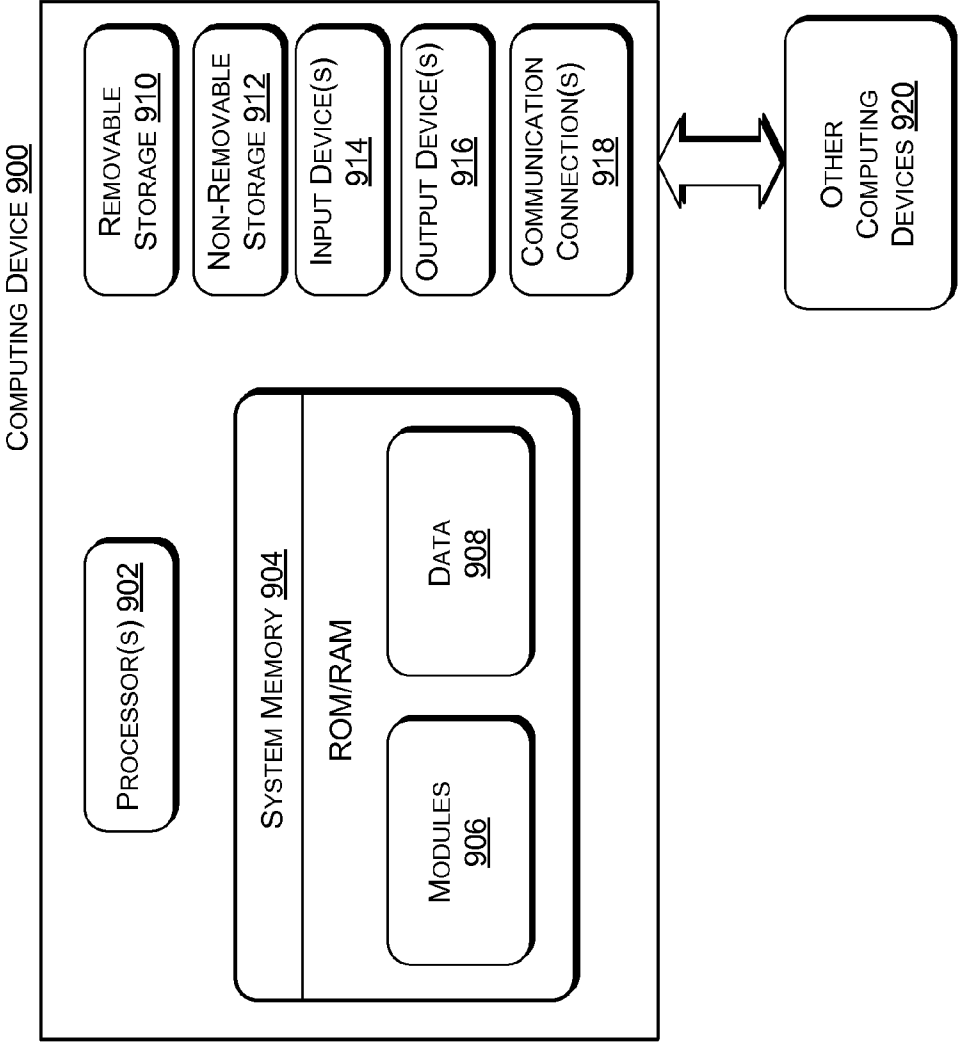 COMPUTING DEVICE 900
PROCESSOR(S) 902
SYSTEM MEMORY 904
ROM/RAM
MODULES
906
DATA
908
REMOVABLE
STORAGE 910
NON-REMOVABLE
STORAGE 912
INPUT DEVICE(S)
914
OUTPUT DEVICE(S)
916
COMMUNICATION
CONNECTION(S)
918
OTHER
COMPUTING
DEVICES 920